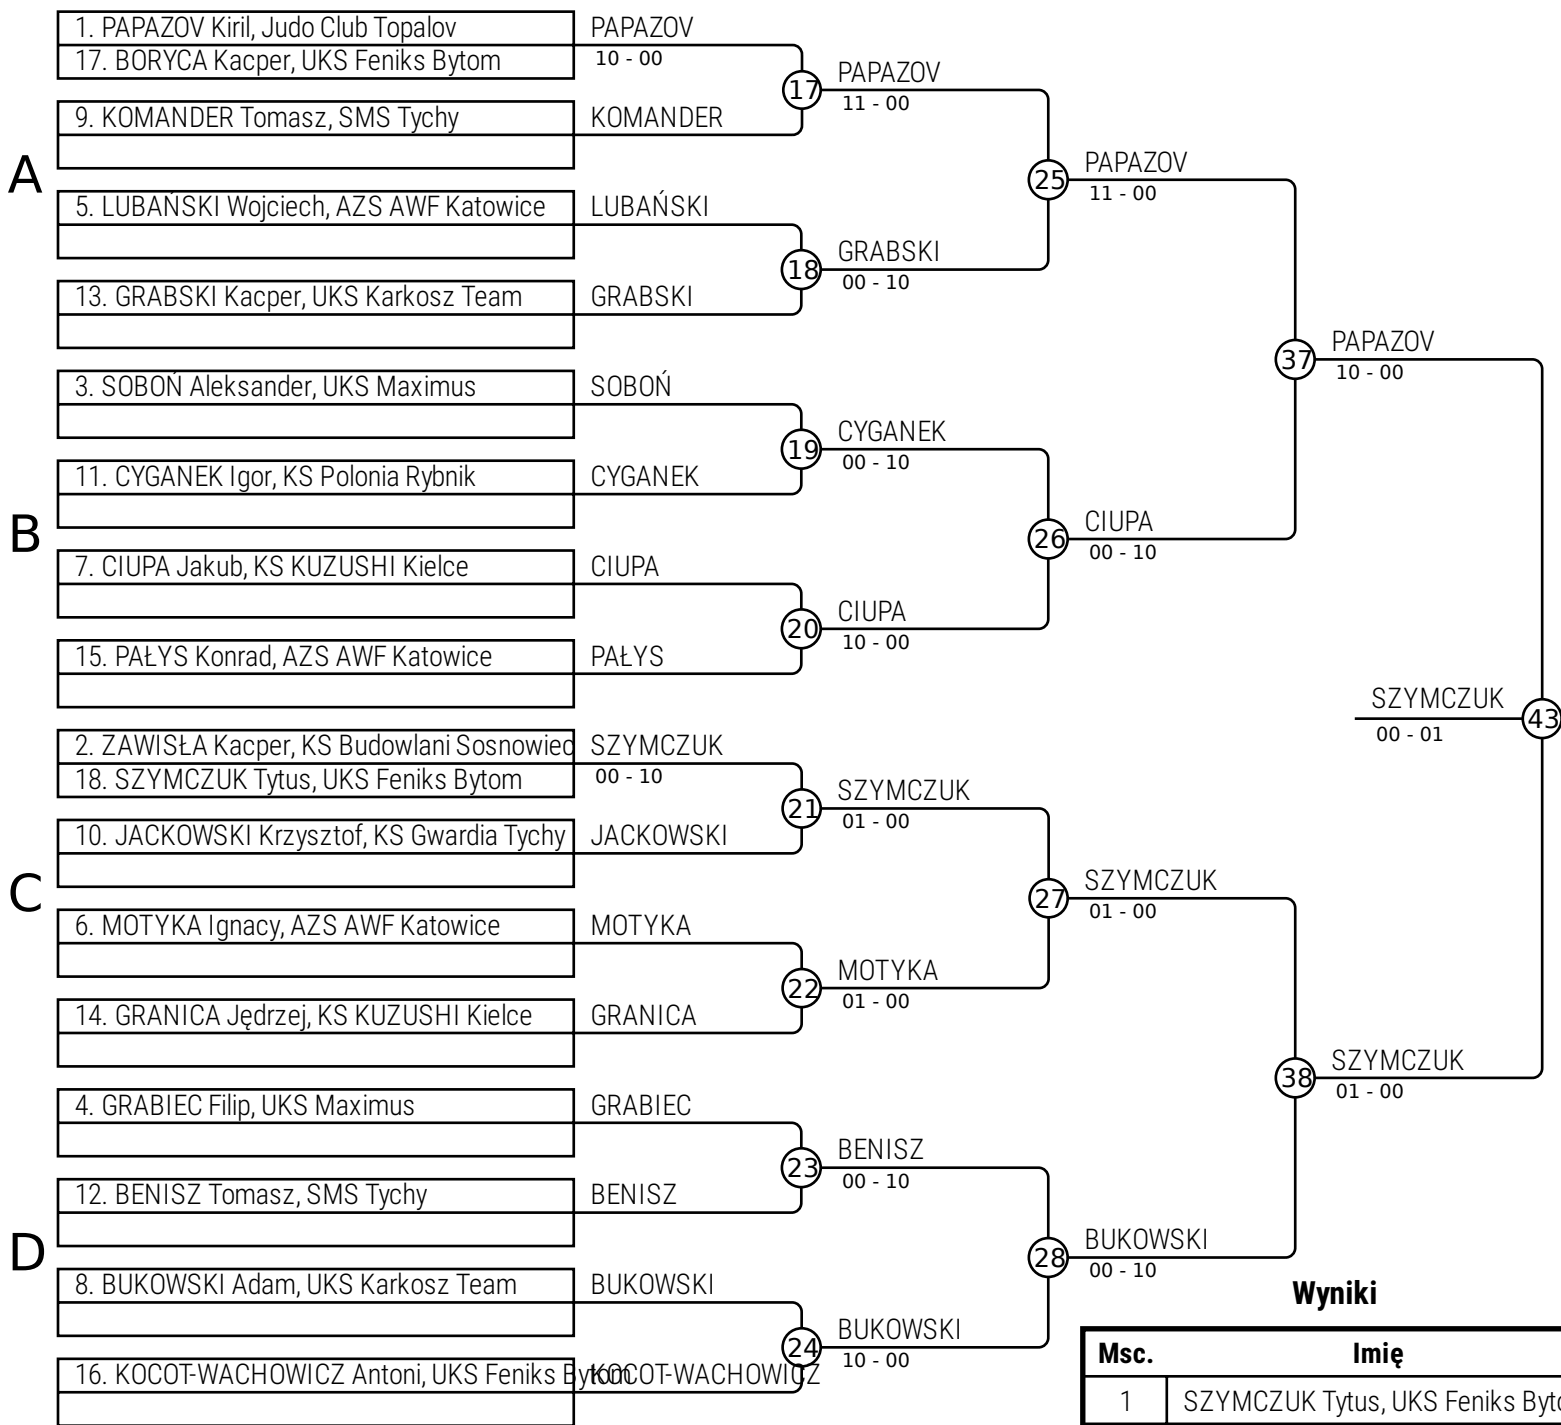 1. PAPAZOV Kiril, Judo Club Topalov
17. BORYCA Kacper, UKS Feniks Bytom
PAPAZOV
10 - 00
9. KOMANDER Tomasz, SMS Tychy
KOMANDER
17
PAPAZOV
11 - 00
A
5. LUBAŃSKI Wojciech, AZS AWF Katowice
LUBAŃSKI
13. GRABSKI Kacper, UKS Karkosz Team
GRABSKI
18
GRABSKI
00 - 10
25
PAPAZOV
11 - 00
3. SOBOŃ Aleksander, UKS Maximus
SOBOŃ
11. CYGANEK Igor, KS Polonia Rybnik
CYGANEK
19
CYGANEK
00 - 10
B
7. CIUPA Jakub, KS KUZUSHI Kielce
CIUPA
15. PAŁYS Konrad, AZS AWF Katowice
PAŁYS
20
CIUPA
10 - 00
26
CIUPA
00 - 10
37
PAPAZOV
10 - 00
2. ZAWISŁA Kacper, KS Budowlani Sosnowiec
18. SZYMCZUK Tytus, UKS Feniks Bytom
SZYMCZUK
00 - 10
10. JACKOWSKI Krzysztof, KS Gwardia Tychy
JACKOWSKI
21
SZYMCZUK
01 - 00
C
6. MOTYKA Ignacy, AZS AWF Katowice
MOTYKA
14. GRANICA Jędrzej, KS KUZUSHI Kielce
GRANICA
22
MOTYKA
01 - 00
27
SZYMCZUK
01 - 00
4. GRABIEC Filip, UKS Maximus
GRABIEC
12. BENISZ Tomasz, SMS Tychy
BENISZ
23
BENISZ
00 - 10
D
8. BUKOWSKI Adam, UKS Karkosz Team
BUKOWSKI
16. KOCOT-WACHOWICZ Antoni, UKS Feniks Bytom
KOCOT-WACHOWICZ
24
BUKOWSKI
10 - 00
28
BUKOWSKI
00 - 10
38
SZYMCZUK
01 - 00
SZYMCZUK
00 - 01
43
Wyniki
Msc. Imię
1 SZYMCZUK Tytus, UKS Feniks